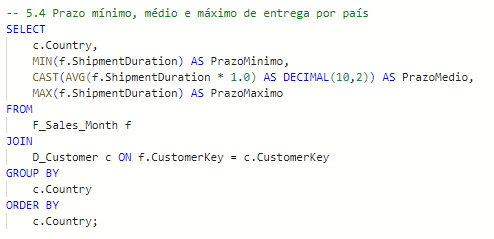 -- 5.4 Prazo mínimo, médio e máximo de entrega por país
SELECT
    c.Country,
    MIN(f.ShipmentDuration) AS PrazoMinimo,
    CAST(AVG(f.ShipmentDuration * 1.0) AS DECIMAL(10,2)) AS PrazoMedio,
    MAX(f.ShipmentDuration) AS PrazoMaximo
FROM
    F_Sales_Month f
JOIN
    D_Customer c ON f.CustomerKey = c.CustomerKey
GROUP BY
    c.Country
ORDER BY
    c.Country;